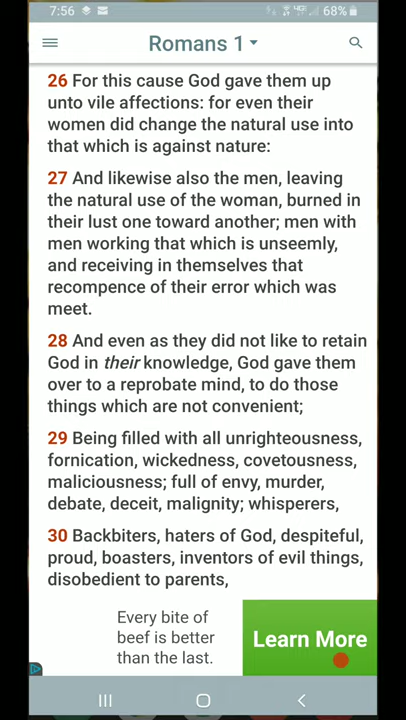 7:56 68%
Romans 1
26 For this cause God gave them up
unto vile affections: for even their
women did change the natural use into
that which is against nature:
27 And likewise also the men, leaving
the natural use of the woman, burned in
their lust one toward another; men with
men working that which is unseemly,
and receiving in themselves that
recompence of their error which was
meet.
28 And even as they did not like to retain
God in their knowledge, God gave them
over to a reprobate mind, to do those
things which are not convenient;
29 Being filled with all unrighteousness,
fornication, wickedness, covetousness,
maliciousness; full of envy, murder,
debate, deceit, malignity; whisperers,
30 Backbiters, haters of God, despiteful,
proud, boasters, inventors of evil things,
disobedient to parents,
Every bite of
beef is better
than the last.
Learn More